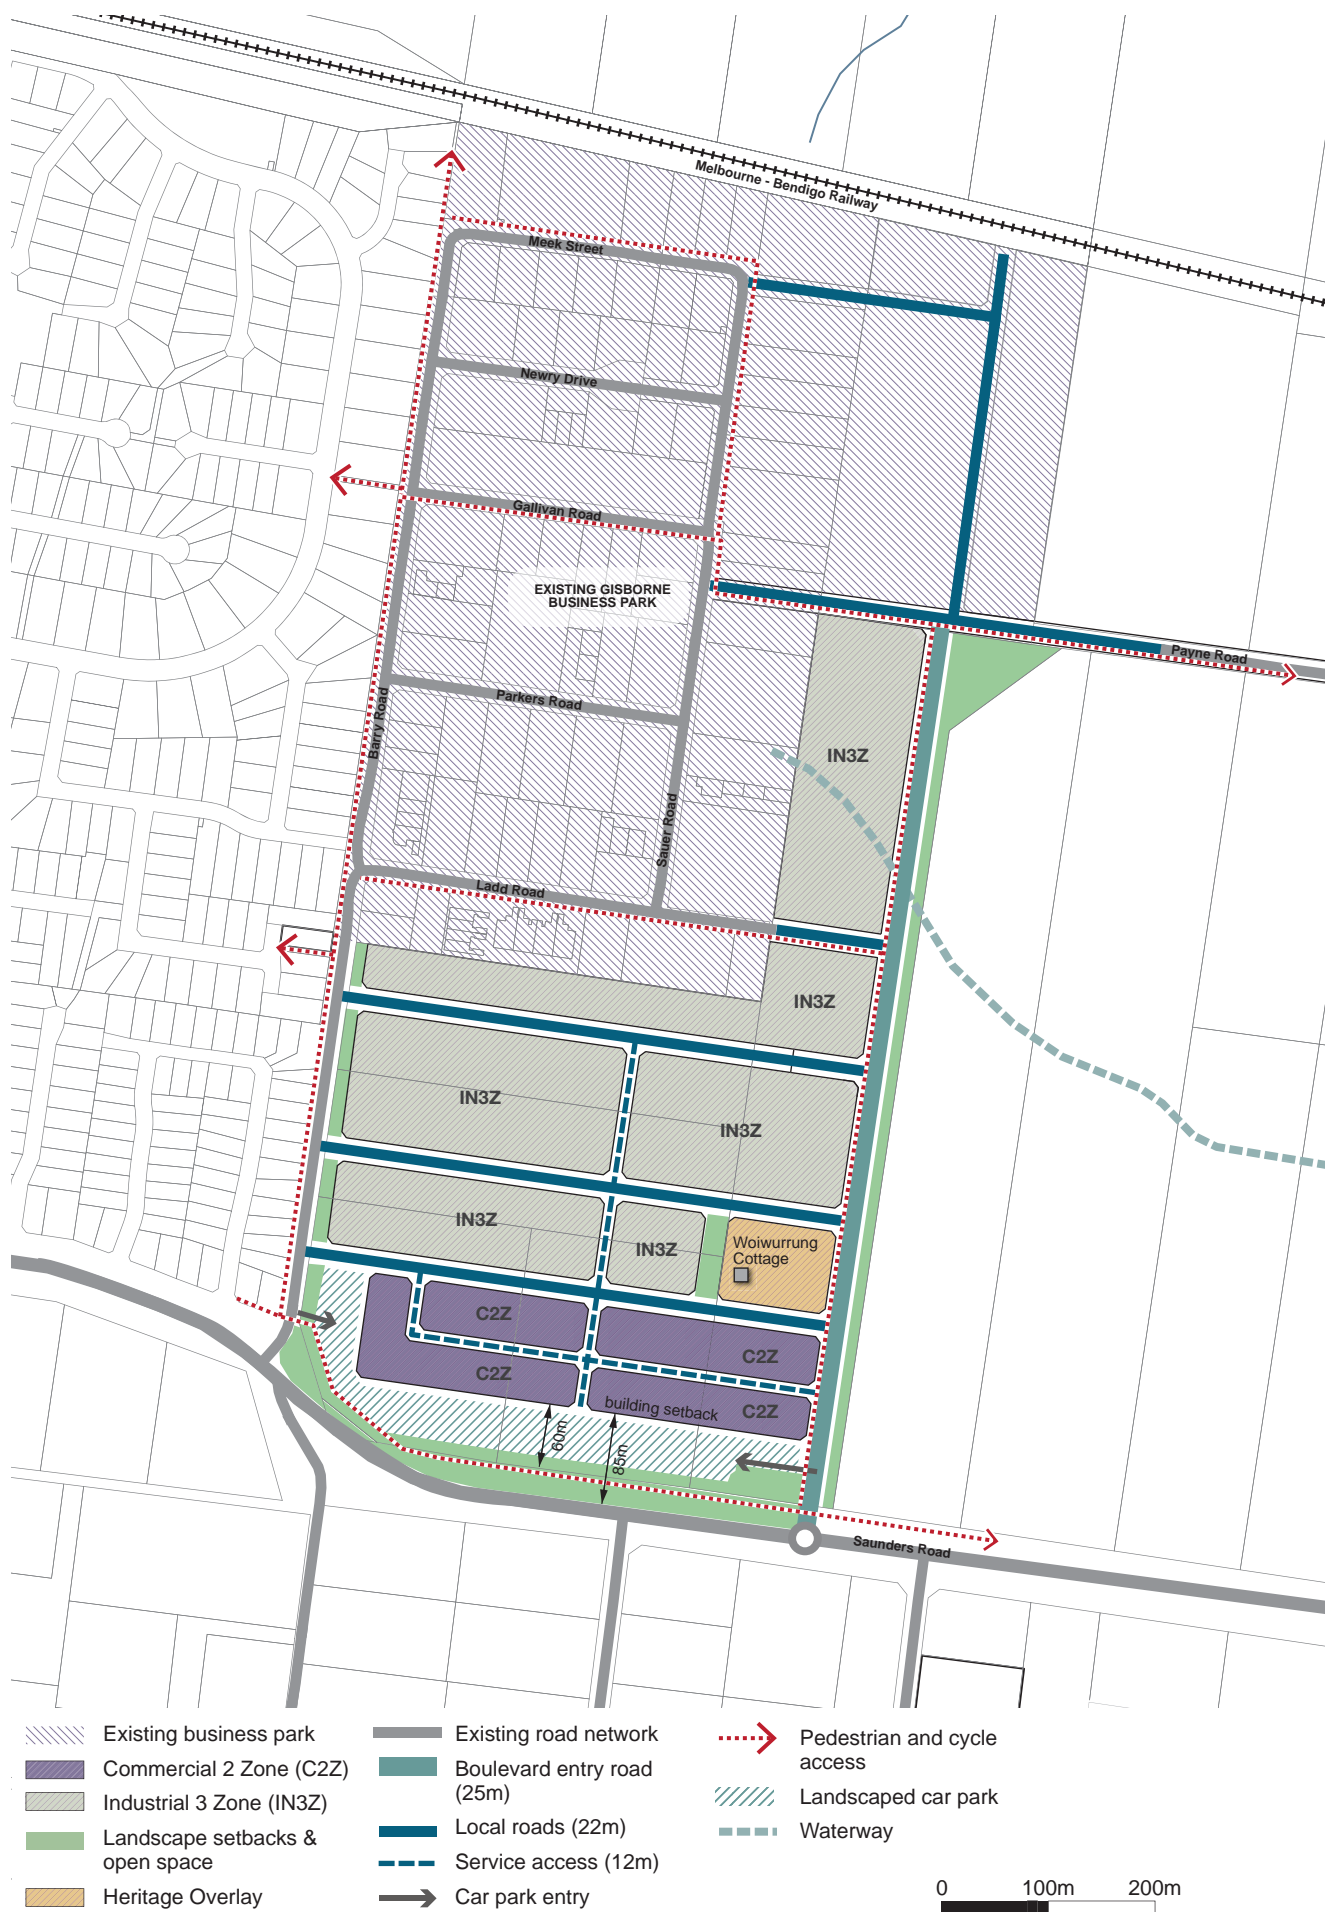 Melbourne - Bendigo Railway
Meek Street
Newry Drive
Gallivan Road
EXISTING GISBORNE
BUSINESS PARK
Payne Road
Parkers Road
Barry Road
IN3Z
Sauer Road
Ladd Road
IN3Z
IN3Z
IN3Z
IN3Z
IN3Z
Woiwurrung
Cottage
C2Z
C2Z
C2Z
C2Z
building setback
60m
85m
Saunders Road
Existing business park
Commercial 2 Zone (C2Z)
Industrial 3 Zone (IN3Z)
Landscape setbacks &
open space
Heritage Overlay
Existing road network
Boulevard entry road
(25m)
Local roads (22m)
Service access (12m)
Car park entry
Pedestrian and cycle
access
Landscaped car park
Waterway
0 100m 200m